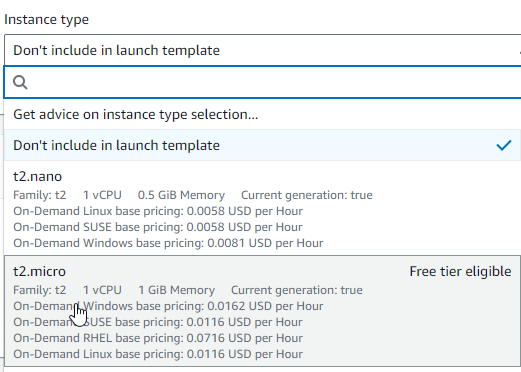 Instance type
Don't include in launch template
Get advice on instance type selection...
Don't include in launch template
t2.nano
Family: t2 1 vCPU 0.5 GiB Memory Current generation: true
On-Demand Linux base pricing: 0.0058 USD per Hour
On-Demand SUSE base pricing: 0.0058 USD per Hour
On-Demand Windows base pricing: 0.0081 USD per Hour
t2.micro Free tier eligible
Family: t2 1 vCPU 1 GiB Memory Current generation: true
On-Demand Windows base pricing: 0.0162 USD per Hour
On-Demand SUSE base pricing: 0.0116 USD per Hour
On-Demand RHEL base pricing: 0.0716 USD per Hour
On-Demand Linux base pricing: 0.0116 USD per Hour